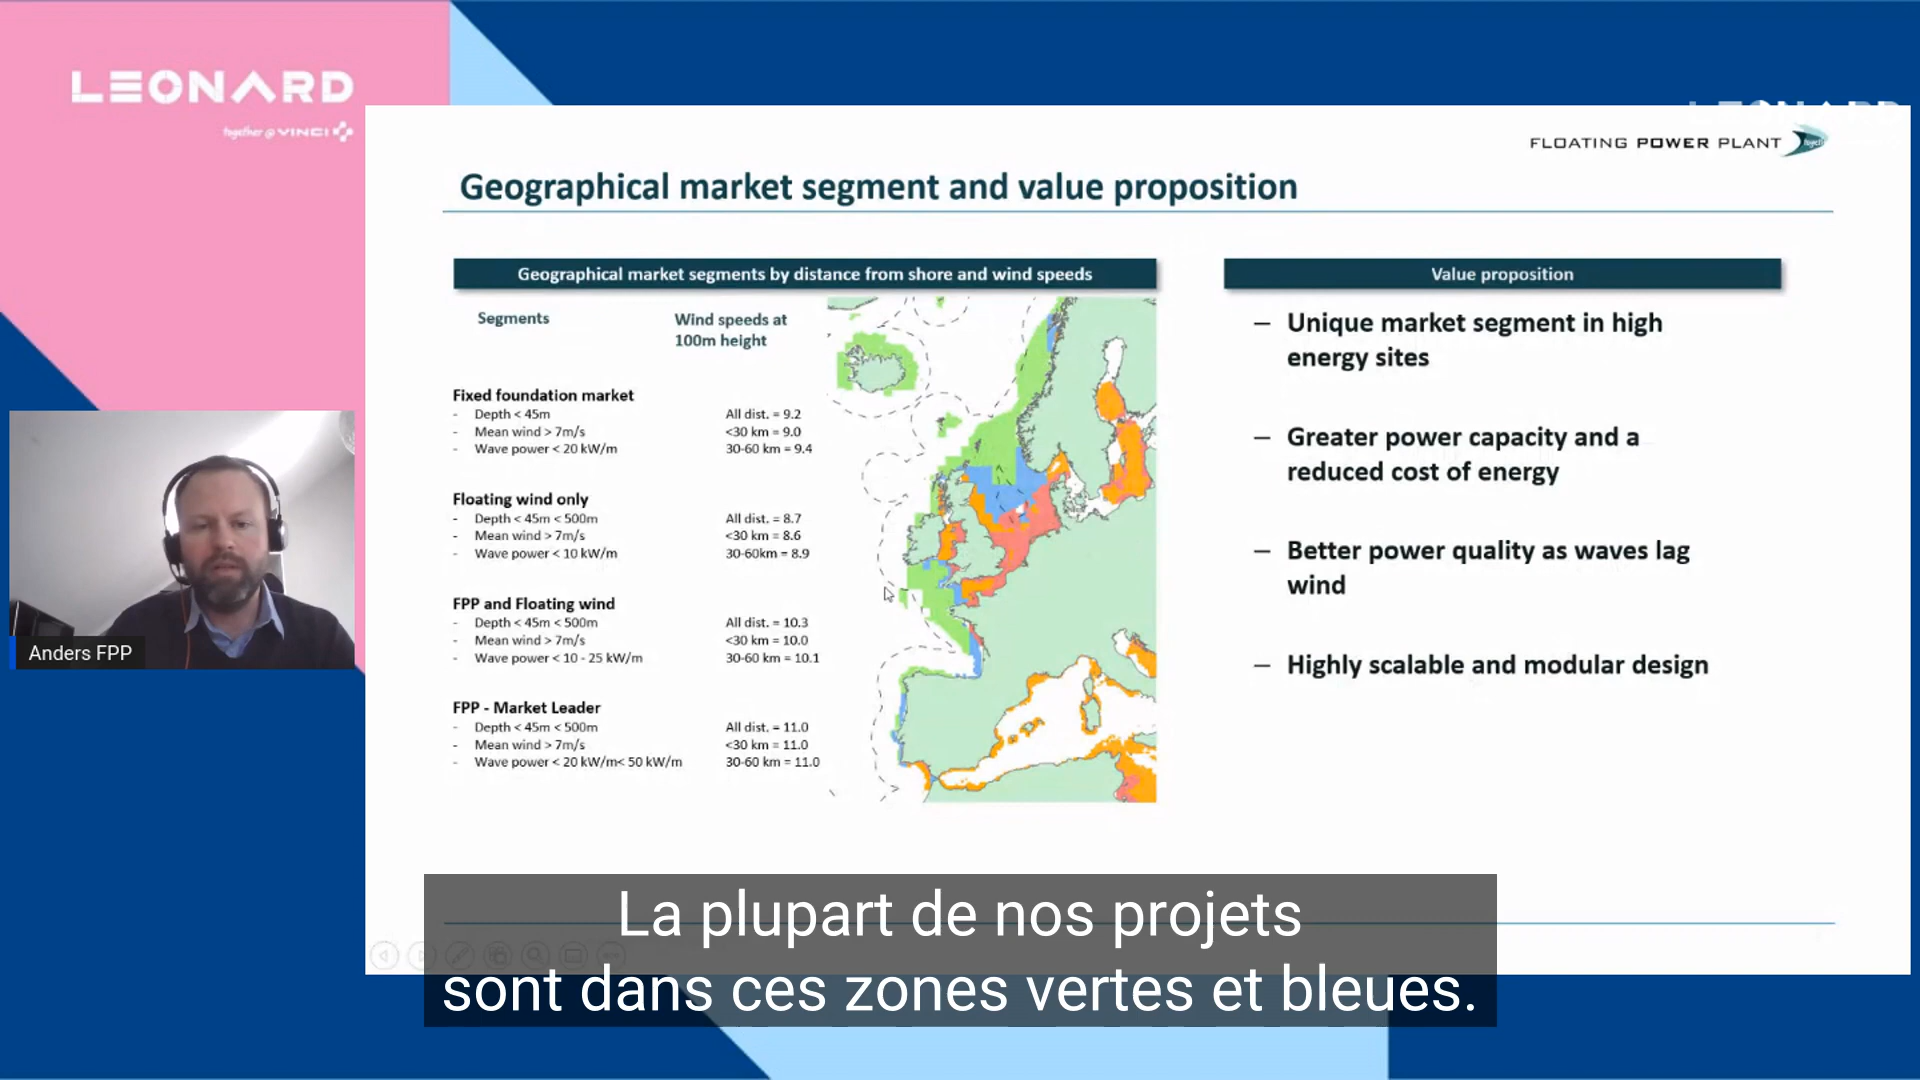 LEONARD
together @ VINCI
FLOATING POWER PLANT
Geographical market segment and value proposition
Geographical market segments by distance from shore and wind speeds
Segments
Wind speeds at
100m height
Fixed foundation market
- Depth < 45m All dist. = 9.2
- Mean wind > 7m/s <30 km = 9.0
- Wave power < 20 kW/m 30-60 km = 9.4
Floating wind only
- Depth < 45m < 500m All dist. = 8.7
- Mean wind > 7m/s <30 km = 8.6
- Wave power < 10 kW/m 30-60km = 8.9
FPP and Floating wind
- Depth < 45m < 500m All dist. = 10.3
- Mean wind > 7m/s <30 km = 10.0
- Wave power < 10 - 25 kW/m 30-60 km = 10.1
FPP - Market Leader
- Depth < 45m < 500m All dist. = 11.0
- Mean wind > 7m/s <30 km = 11.0
- Wave power < 20 kW/m< 50 kW/m 30-60 km = 11.0
Value proposition
– Unique market segment in high
energy sites
– Greater power capacity and a
reduced cost of energy
– Better power quality as waves lag
wind
– Highly scalable and modular design
Anders FPP
La plupart de nos projets
sont dans ces zones vertes et bleues.